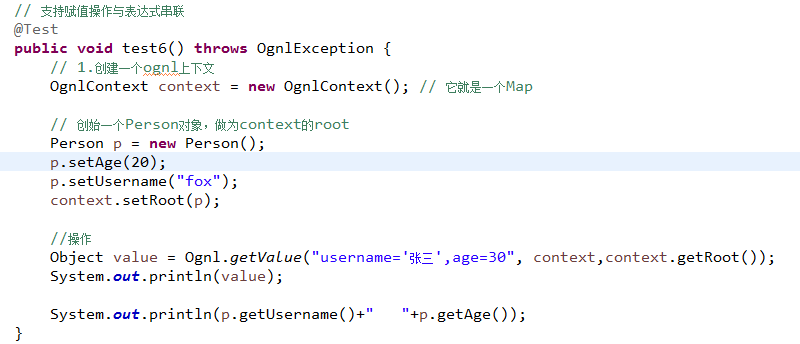 // 支持赋值操作与表达式串联
@Test
public void test6() throws OgnlException {
    // 1.创建一个ognl上下文
    OgnlContext context = new OgnlContext(); // 它就是一个Map

    // 创始一个Person对象，做为context的root
    Person p = new Person();
    p.setAge(20);
    p.setUsername("fox");
    context.setRoot(p);

    //操作
    Object value = Ognl.getValue("username='张三',age=30", context,context.getRoot());
    System.out.println(value);

    System.out.println(p.getUsername()+"   "+p.getAge());
}